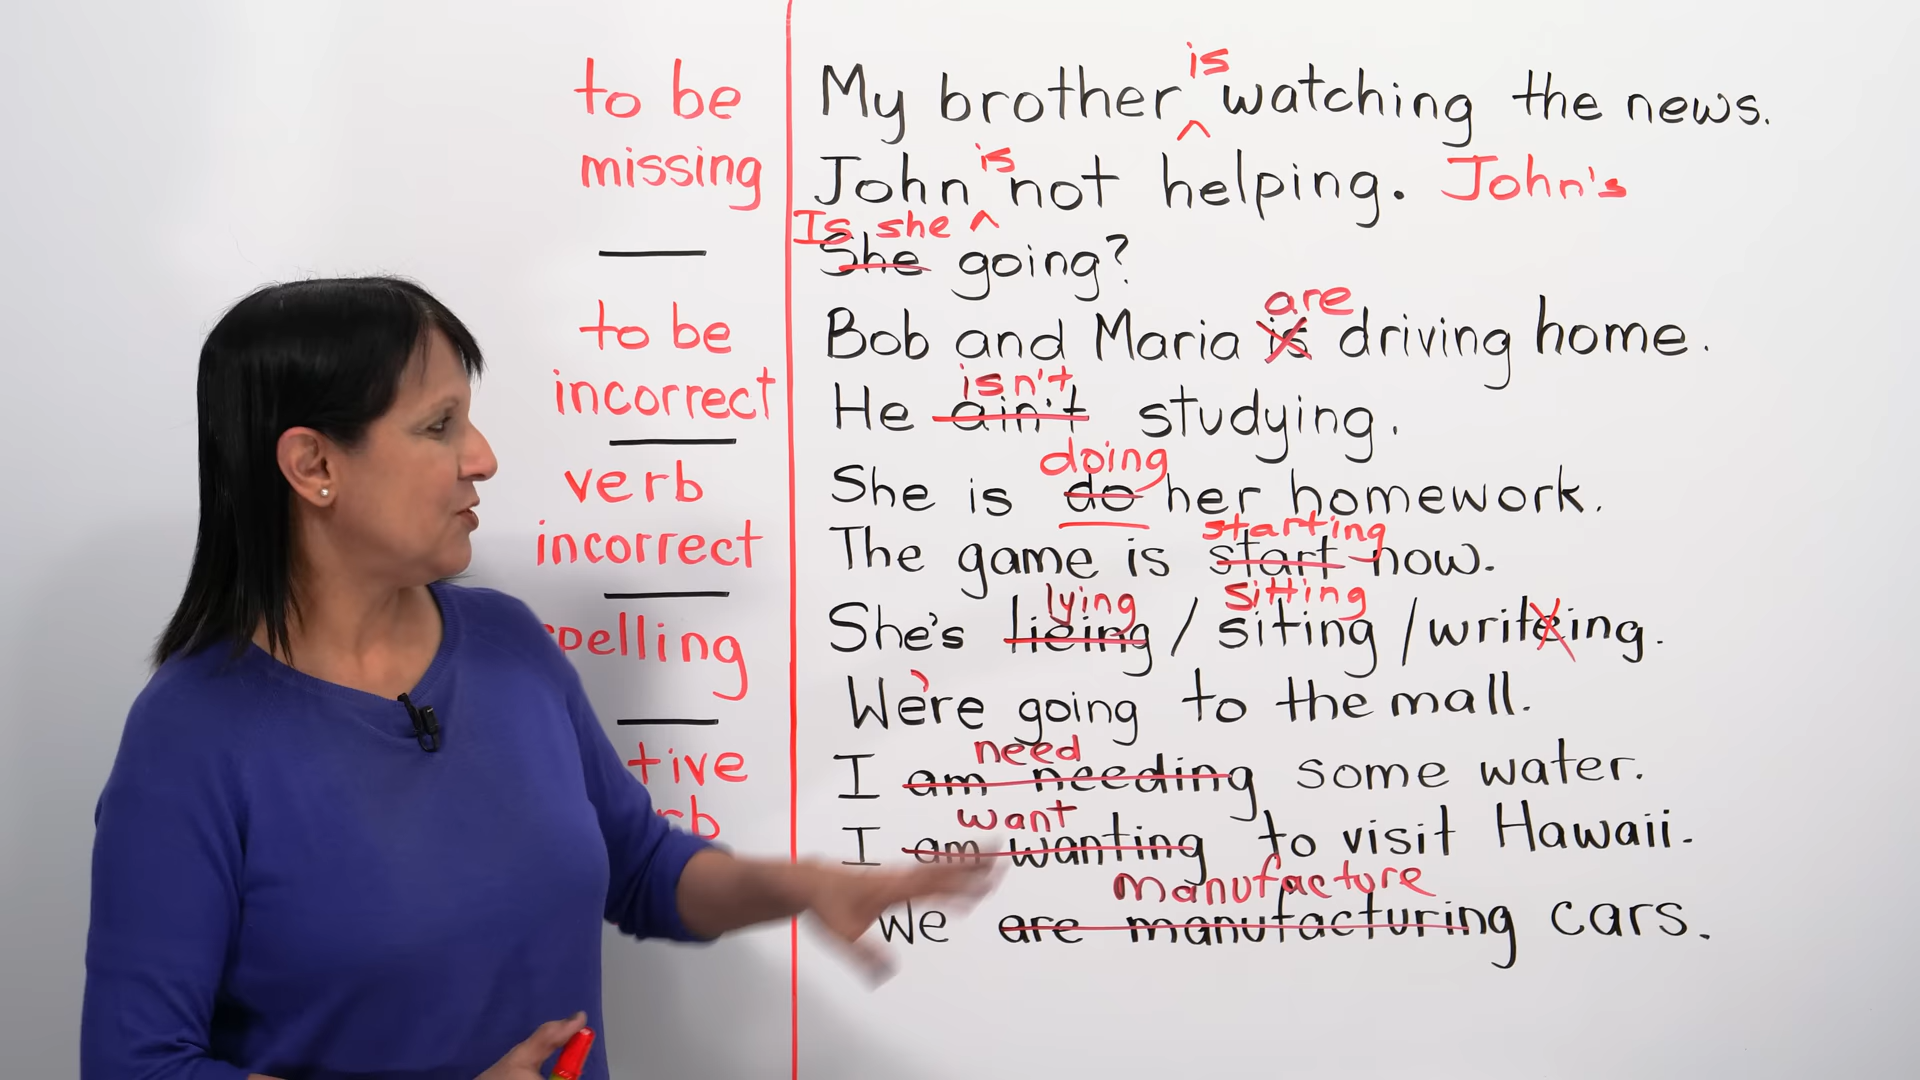 to be
missing
to be
incorrect
verb
incorrect
spelling
tive
rb
is
My brother ^ watching the news.
is
John ^ not helping. John's
Is she
She going?
are
Bob and Maria is driving home.
isn't
He ain't studying.
doing
She is do her homework.
starting
The game is start now.
lying sitting
She's lieing / siting / writeing.
We're going to the mall.
need
I am needing some water.
want
I am wanting to visit Hawaii.
manufacture
We are manufacturing cars.